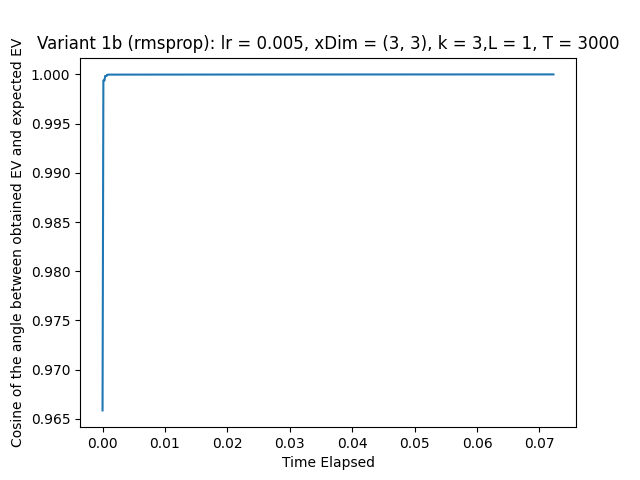 Variant 1b (rmsprop): lr = 0.005, xDim = (3, 3), k = 3,L = 1, T = 3000
Cosine of the angle between obtained EV and expected EV
1.000
0.995
0.990
0.985
0.980
0.975
0.970
0.965
0.00 0.01 0.02 0.03 0.04 0.05 0.06 0.07
Time Elapsed